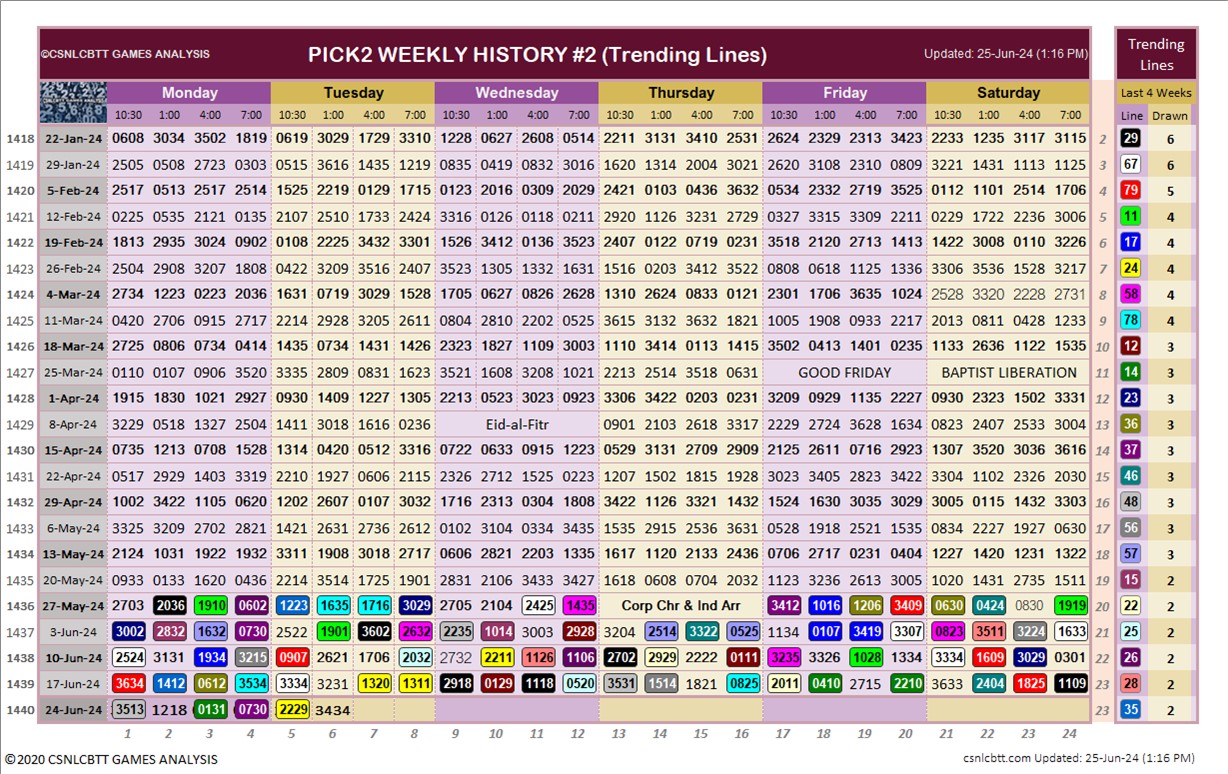 ©CSNLCBTT GAMES ANALYSIS PICK2 WEEKLY HISTORY #2 (Trending Lines) Updated: 25-Jun-24 (1:16 PM) Trending
Lines
Monday Tuesday Wednesday Thursday Friday Saturday Last 4 Weeks
10:30 1:00 4:00 7:00 10:30 1:00 4:00 7:00 10:30 1:00 4:00 7:00 10:30 1:00 4:00 7:00 10:30 1:00 4:00 7:00 10:30 1:00 4:00 7:00 Line Drawn
1418 22-Jan-24 0608 3034 3502 1819 0619 3029 1729 3310 1228 0627 2608 0514 2211 3131 3410 2531 2624 2329 313 3423 2233 1235 3117 3115 2 29 6
1419 29-Jan-24 2505 0508 2723 0303 0515 3616 1435 1219 0835 0419 0832 3016 1620 1314 2004 3021 2620 3108 2310 0809 3221 1431 1113 1125 3 67 6
1420 5-Feb-24 2517 0513 2517 2514 1525 2219 0129 1715 0123 2016 0309 2029 2421 0103 0436 3632 0534 2332 2719 3525 0112 1101 2514 1706 4 79 5
1421 12-Feb-24 0225 0535 2121 0135 2107 2510 1733 2424 3316 0126 0118 0211 2920 1126 3231 2729 0327 3315 3309 2211 0229 1722 2236 3006 5 11 4
1422 19-Feb-24 1813 2935 3024 0902 0108 2225 3432 3301 1526 3412 0136 3523 2407 0122 0719 0231 3518 2120 2713 1413 1422 3008 0110 3226 6 17 4
1423 26-Feb-24 2504 2908 3207 1808 0422 3209 3516 2407 3523 1305 1332 1631 1516 0203 3412 3522 0808 0618 1125 1336 3306 3536 1528 3217 7 24 4
1424 4-Mar-24 2734 1223 0223 2036 1631 0719 3029 1523 1705 0627 0826 2628 1310 2624 0833 0121 2301 1706 3535 1024 2528 3320 2228 2731 8 58 4
1425 11-Mar-24 0420 2706 0915 2717 2214 2928 3205 2611 0804 2810 2202 0525 3615 3132 3632 1821 1005 1908 0933 2217 2013 0811 0428 1233 9 78 4
1426 18-Mar-24 2725 0806 0734 0414 1435 0734 1431 1426 2323 1827 1109 3003 1110 3414 0113 1415 3502 0413 1401 0235 1133 2636 1122 1535 10 12 3
1427 25-Mar-24 0110 0107 0906 3520 3335 2809 0831 1623 3521 1608 3208 1021 2213 2514 3518 0631 GOOD FRIDAY BAPTIST LIBERATION 11 14 3
1428 1-Apr-24 1915 1830 1021 2927 0930 1409 1227 1305 2213 0523 3023 0923 3306 3422 0203 0231 3209 0929 1135 2227 0930 2323 1502 3331 12 23 3
1429 8-Apr-24 3229 0518 1327 2504 1411 3018 1616 0239 Eid-al-Fitr 0901 2103 2618 3317 2229 2724 3628 1634 0823 2407 2533 3004 13 36 3
1430 15-Apr-24 0735 1213 0708 1528 1314 0420 0512 3316 0722 0633 0915 1223 0529 3131 2709 2909 2125 2611 0716 2923 1307 3520 3036 3616 14 37 3
1431 22-Apr-24 0517 2929 1403 3319 2210 1927 0606 2113 2326 2713 1525 0223 1207 1502 1815 1928 3023 3405 2823 3422 3304 1102 2326 2030 15 46 3
1432 29-Apr-24 1002 3422 1105 0620 1202 2607 0107 3032 1716 2313 0304 1808 3422 1126 3321 1432 1524 1630 3035 3029 3005 0115 1432 3303 16 48 3
1433 6-May-24 3325 3209 2702 2821 1421 2631 2736 2612 0102 3104 0334 3435 1535 2915 2536 3631 0528 1918 2521 1535 0834 2227 1927 0630 17 56 3
1434 13-May-24 2124 1031 1922 1932 3311 1908 3018 2717 0606 2821 2203 1335 1617 1120 2133 2436 0706 2717 0231 0404 1227 1420 1231 1322 18 57 3
1435 20-May-24 0933 0133 1620 0436 2214 3514 1725 1901 2831 2106 3433 3427 1618 0608 0704 2032 1123 3236 2613 3005 1020 1431 2735 1511 19 15 2
1436 27-May-24 2703 2036 1910 0602 1223 1635 1716 3029 2705 2104 2425 1435 Corp Chr & Ind Arr 3412 1016 1206 3409 0630 0424 0830 1919 20 22 2
1437 3-Jun-24 3002 2832 1632 0730 2522 1901 3602 2632 2235 1014 3003 2928 3204 2514 3322 0525 1134 0107 3419 3307 0823 3511 3224 1633 21 25 2
1438 10-Jun-24 2524 3131 1934 3215 0907 2621 1706 2032 2732 2211 1126 1106 2702 2929 2222 0111 3235 3326 1028 1334 3334 1609 3029 0301 22 26 2
1439 17-Jun-24 3634 1412 0612 3534 3334 3231 1320 1311 2918 0129 1118 0520 3531 1514 1821 0825 2011 0410 2715 2210 3633 2404 1825 1109 23 28 2
1440 24-Jun-24 3513 1218 0131 0730 2229 3434 23 35 2
1 2 3 4 5 6 7 8 9 10 11 12 13 14 15 16 17 18 19 20 21 22 23 24
©2020 CSNLCBTT GAMES ANALYSIS csnlcbtt.com Updated: 25-Jun-24 (1:16 PM)